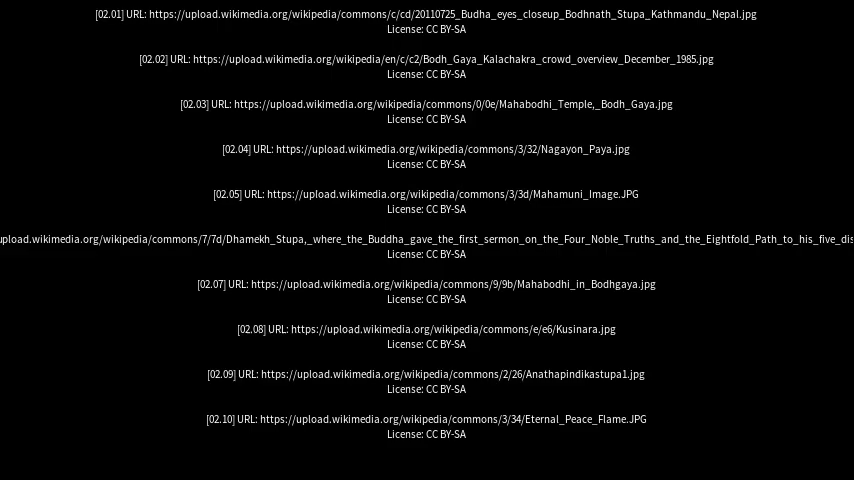 [02.01] URL: https://upload.wikimedia.org/wikipedia/commons/c/cd/20110725_Budha_eyes_closeup_Bodhnath_Stupa_Kathmandu_Nepal.jpg
License: CC BY-SA
[02.02] URL: https://upload.wikimedia.org/wikipedia/en/c/c2/Bodh_Gaya_Kalachakra_crowd_overview_December_1985.jpg
License: CC BY-SA
[02.03] URL: https://upload.wikimedia.org/wikipedia/commons/0/0e/Mahabodhi_Temple,_Bodh_Gaya.jpg
License: CC BY-SA
[02.04] URL: https://upload.wikimedia.org/wikipedia/commons/3/32/Nagayon_Paya.jpg
License: CC BY-SA
[02.05] URL: https://upload.wikimedia.org/wikipedia/commons/3/3d/Mahamuni_Image.JPG
License: CC BY-SA
upload.wikimedia.org/wikipedia/commons/7/7d/Dhamekh_Stupa,_where_the_Buddha_gave_the_first_sermon_on_the_Four_Noble_Truths_and_the_Eightfold_Path_to_his_five_dis
License: CC BY-SA
[02.07] URL: https://upload.wikimedia.org/wikipedia/commons/9/9b/Mahabodhi_in_Bodhgaya.jpg
License: CC BY-SA
[02.08] URL: https://upload.wikimedia.org/wikipedia/commons/e/e6/Kusinara.jpg
License: CC BY-SA
[02.09] URL: https://upload.wikimedia.org/wikipedia/commons/2/26/Anathapindikastupa1.jpg
License: CC BY-SA
[02.10] URL: https://upload.wikimedia.org/wikipedia/commons/3/34/Eternal_Peace_Flame.JPG
License: CC BY-SA